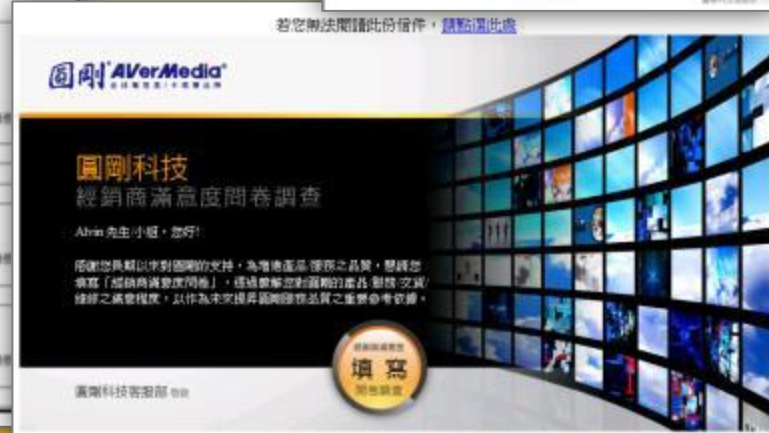 若您無法閱讀此份信件，請點選此處
圓剛 AVerMedia
圓剛科技
經銷商滿意度問卷調查
Alvin 先生/小姐，您好!
感謝您長期以來對圓剛的支持，為增進產品/服務之品質，懇請您
填寫「經銷商滿意度問卷」，透過瞭解您對圓剛的產品/服務/交貨/
維修之滿意程度，以作為未來提昇圓剛服務品質之重要參考依據。
填 寫
問卷調查
圓剛科技客服部 敬啟